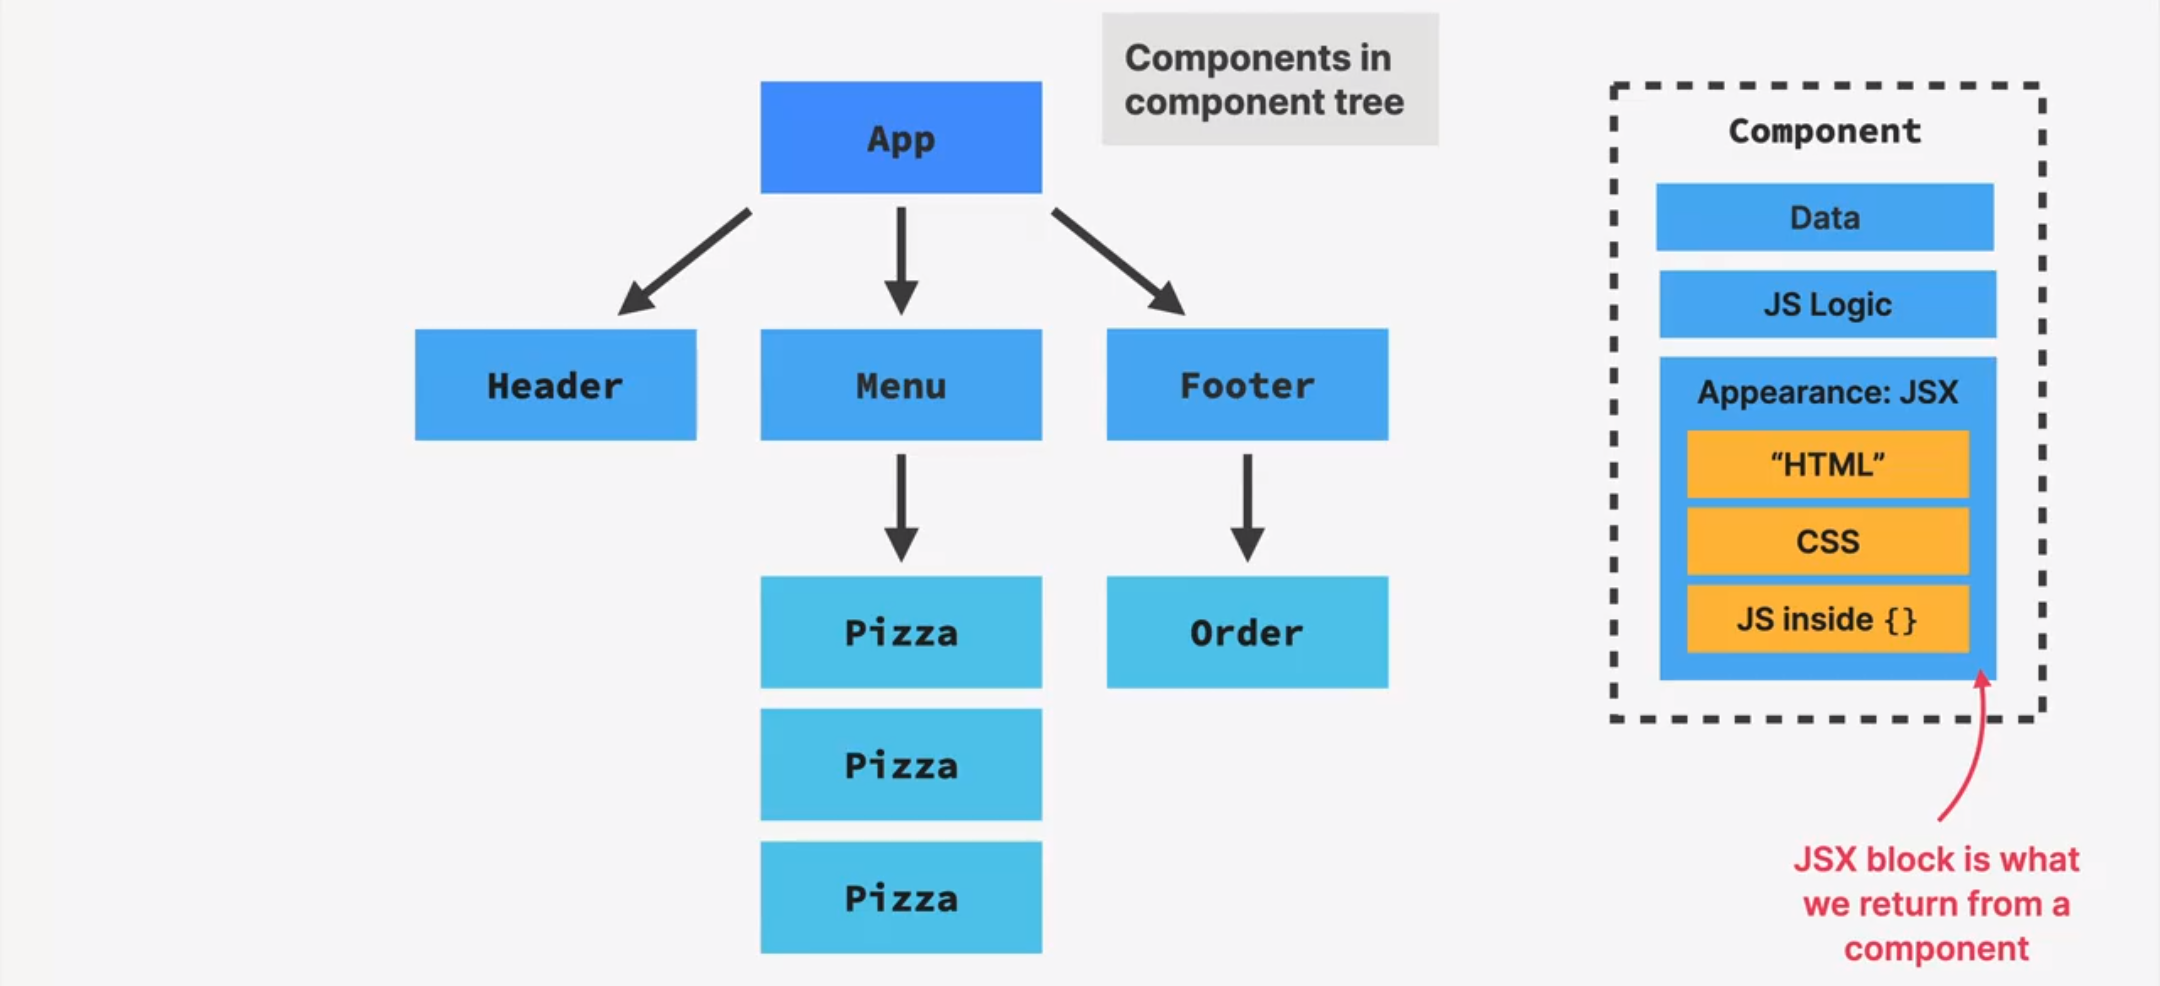 Components in
component tree
App
Header
Menu
Footer
Pizza
Order
Pizza
Pizza
Component
Data
JS Logic
Appearance: JSX
“HTML”
CSS
JS inside {}
JSX block is what
we return from a
component